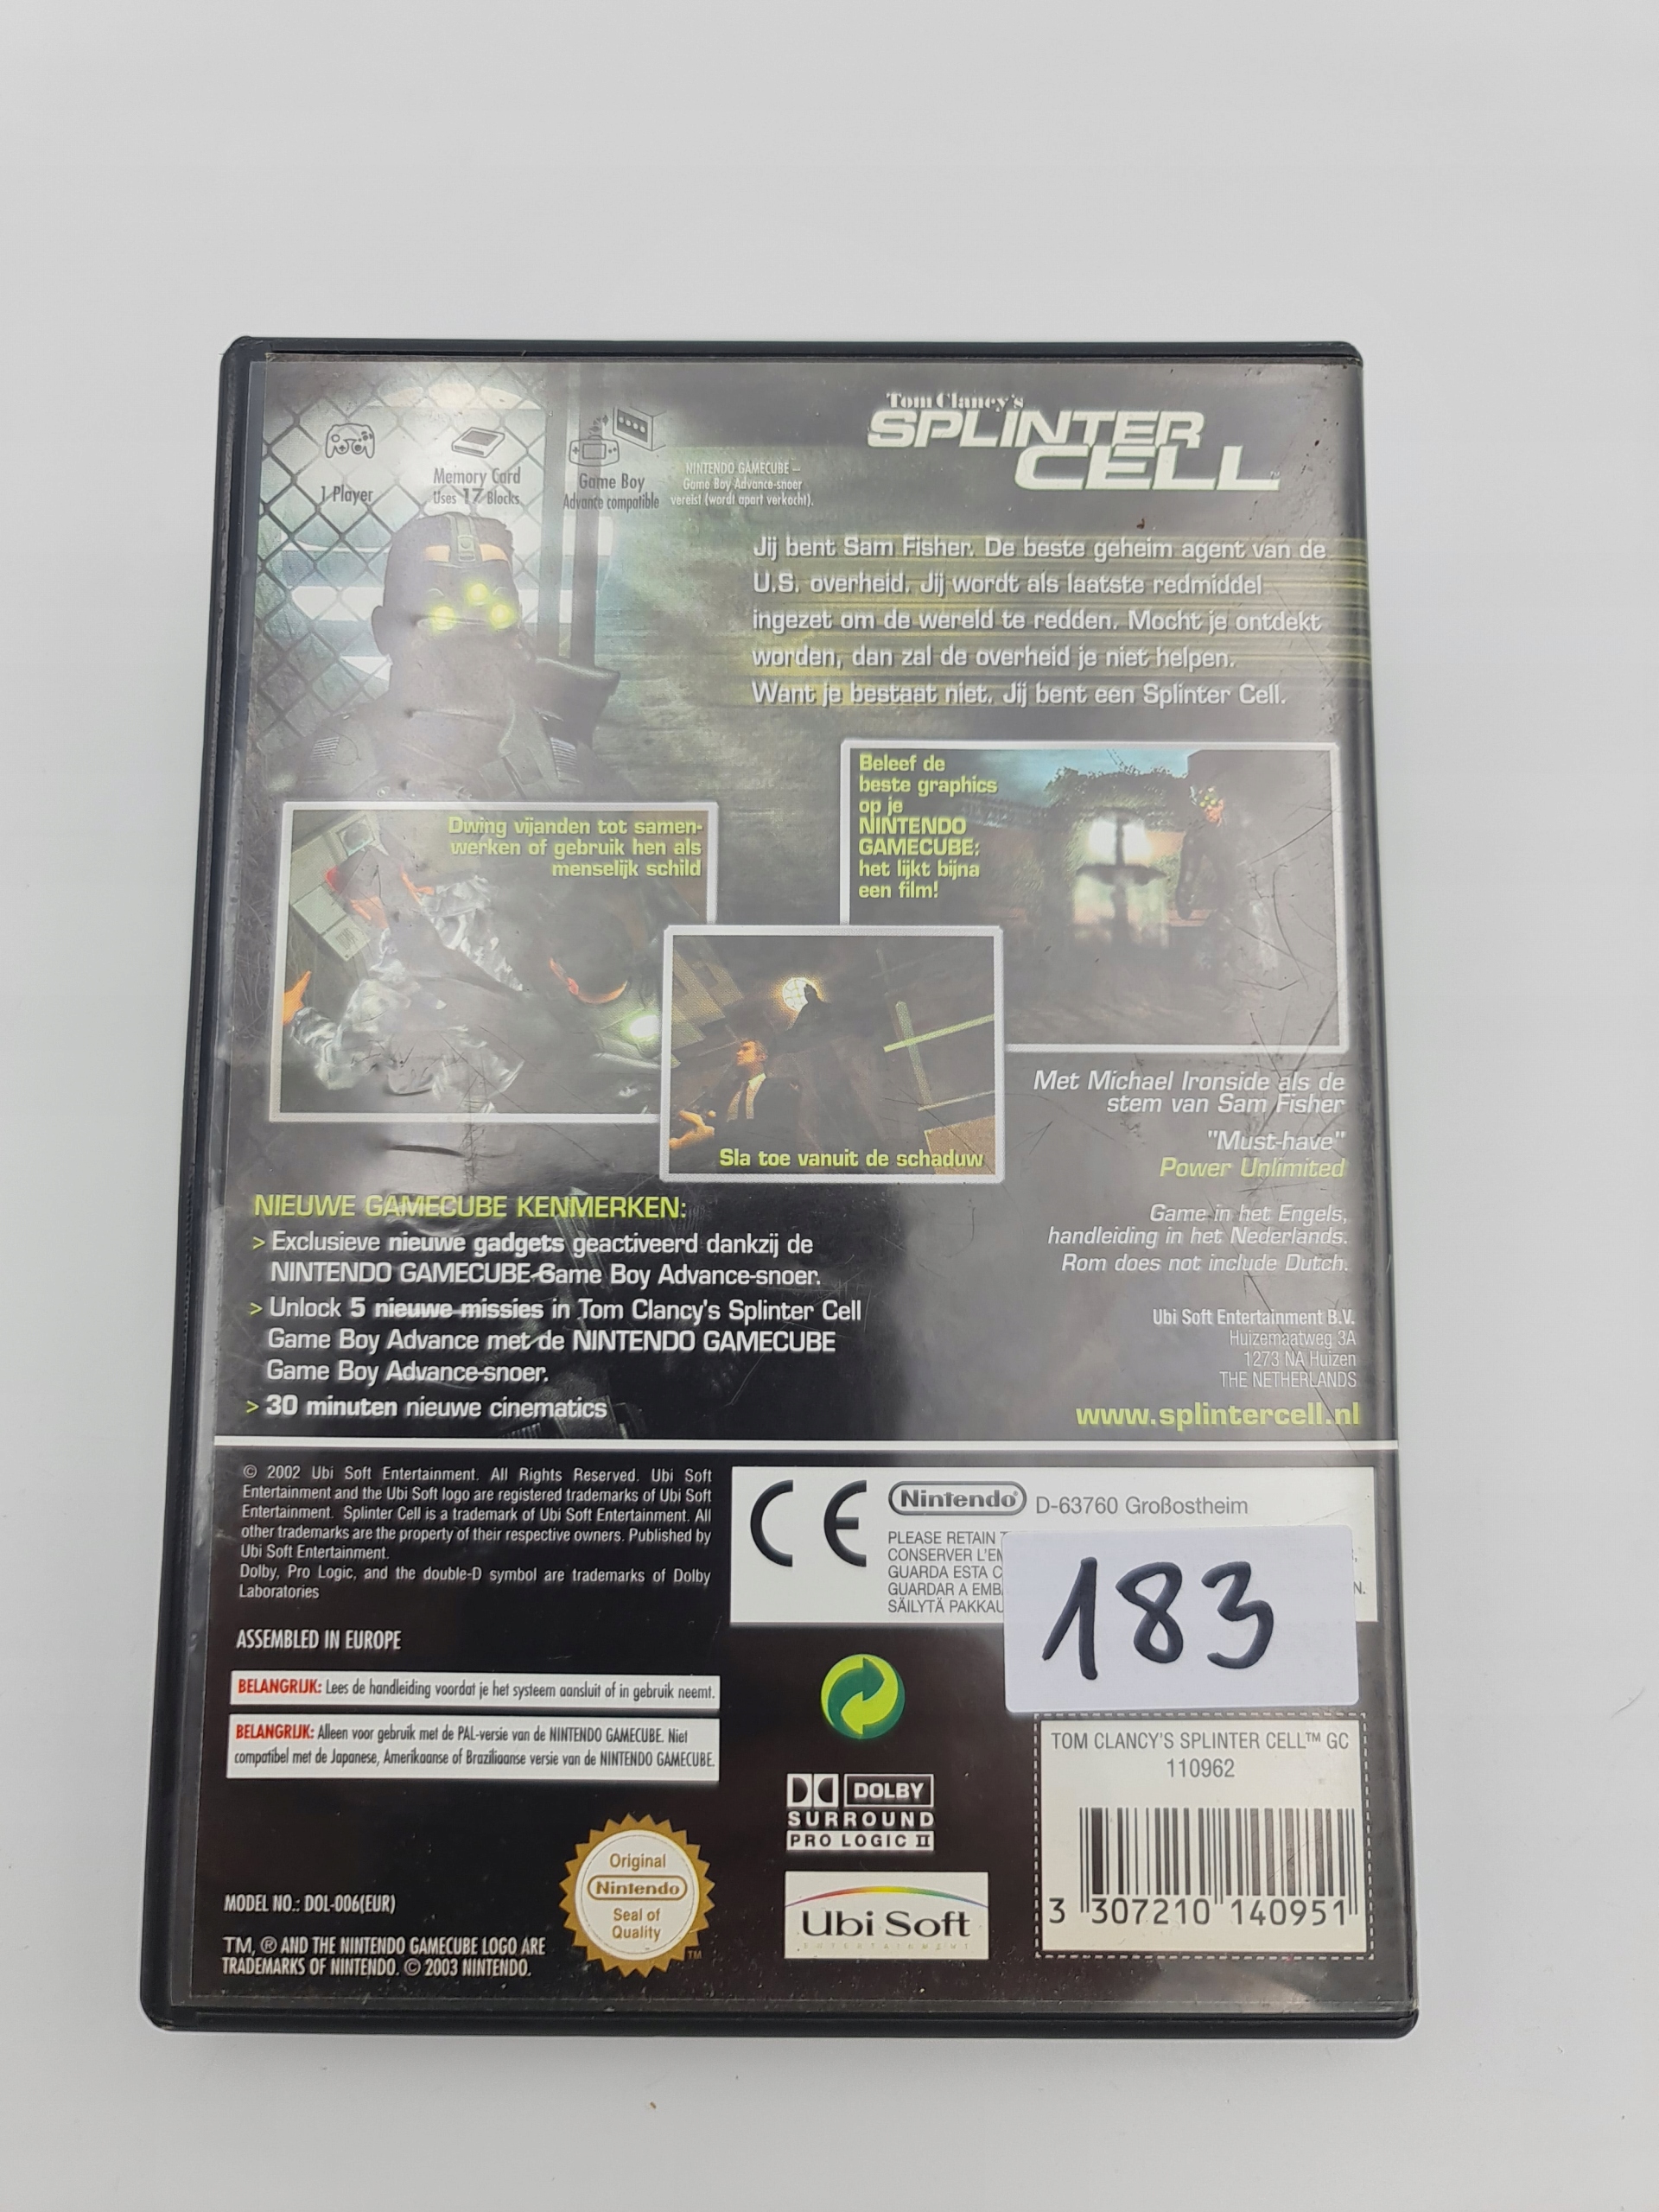 Tom Clancy's
SPLINTER
CELL
1 Player
Memory Card
Uses 17 Blocks
Game Boy
Advance compatible
NINTENDO GAMECUBE –
Game Boy Advance-snoer
vereist (wordt apart verkocht).
Jij bent Sam Fisher. De beste geheim agent van de
U.S. overheid. Jij wordt als laatste redmiddel
ingezet om de wereld te redden. Mocht je ontdekt
worden, dan zal de overheid je niet helpen.
Want je bestaat niet. Jij bent een Splinter Cell.
Beleef de
beste graphics
op je
NINTENDO
GAMECUBE:
het lijkt bijna
een film!
Dwing vijanden tot samen-
werken of gebruik hen als
menselijk schild
Sla toe vanuit de schaduw
Met Michael Ironside als de
stem van Sam Fisher
"Must-have"
Power Unlimited
Game in het Engels,
handleiding in het Nederlands.
Rom does not include Dutch.
Ubi Soft Entertainment B.V.
Huizemaatweg 3A
1273 NA Huizen
THE NETHERLANDS
www.splintercell.nl
NIEUWE GAMECUBE KENMERKEN:
> Exclusieve nieuwe gadgets geactiveerd dankzij de
NINTENDO GAMECUBE-Game Boy Advance-snoer.
> Unlock 5 nieuwe missies in Tom Clancy's Splinter Cell
Game Boy Advance met de NINTENDO GAMECUBE
Game Boy Advance-snoer.
> 30 minuten nieuwe cinematics
© 2002 Ubi Soft Entertainment. All Rights Reserved. Ubi Soft
Entertainment and the Ubi Soft logo are registered trademarks of Ubi Soft
Entertainment. Splinter Cell is a trademark of Ubi Soft Entertainment. All
other trademarks are the property of their respective owners. Published by
Ubi Soft Entertainment.
Dolby, Pro Logic, and the double-D symbol are trademarks of Dolby
Laboratories
ASSEMBLED IN EUROPE
BELANGRIJK: Lees de handleiding voordat je het systeem aansluit of in gebruik neemt.
BELANGRIJK: Alleen voor gebruik met de PAL-versie van de NINTENDO GAMECUBE. Niet
compatibel met de Japanese, Amerikaanse of Braziliaanse versie van de NINTENDO GAMECUBE.
CE
Nintendo® D-63760 Großostheim
PLEASE RETAIN
CONSERVER L'EM
GUARDA ESTA C
GUARDAR A EMB
SÄILYTÄ PAKKAU
183
DOLBY
SURROUND
PRO LOGIC II
Ubi Soft
ENTERTAINMENT
Original
Nintendo
Seal of
Quality
TM
MODEL NO.: DOL-006(EUR)
TM, ® AND THE NINTENDO GAMECUBE LOGO ARE
TRADEMARKS OF NINTENDO. © 2003 NINTENDO.
TOM CLANCY'S SPLINTER CELL™ GC
110962
3 307210 140951